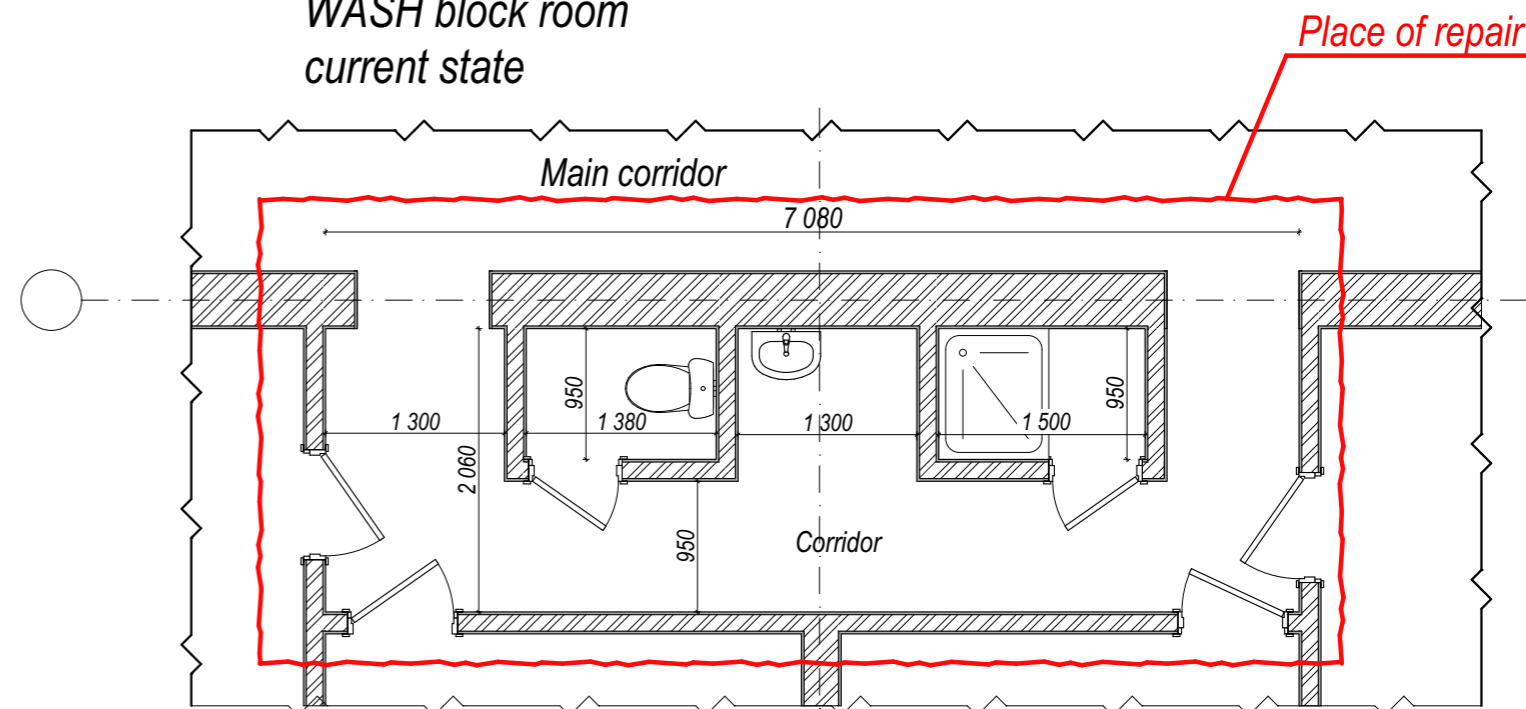 WASH block room
current state
Place of repair
Main corridor
7 080
950
950
1 300
1 380
1 300
1 500
2 060
950
Corridor